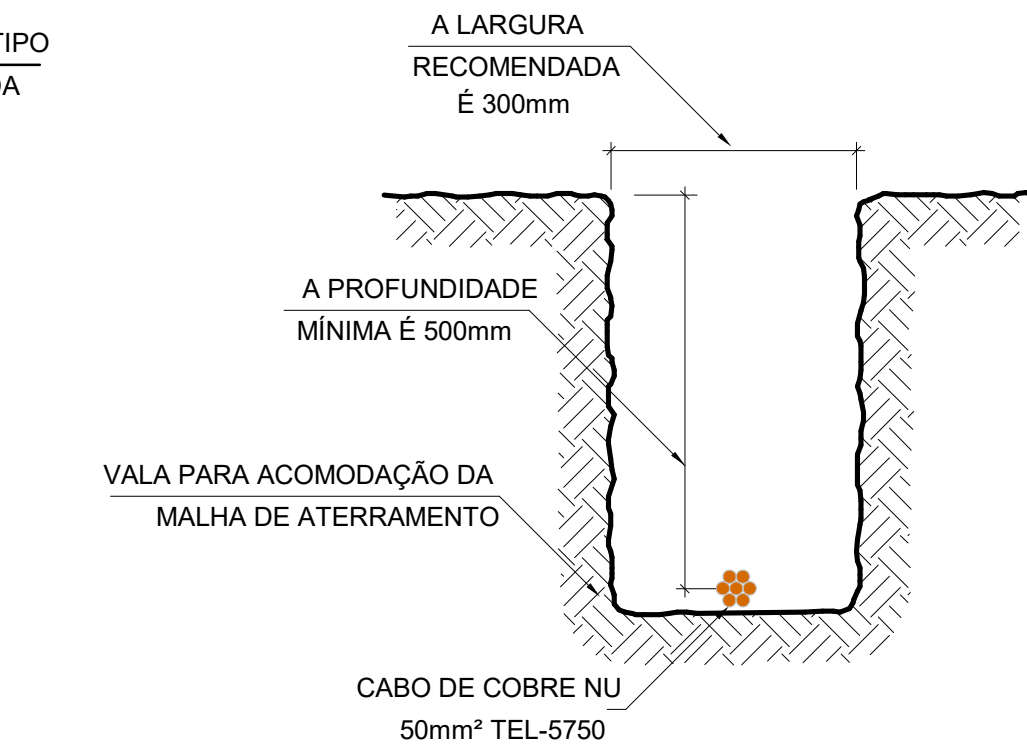 TIPO
A LARGURA
RECOMENDADA
É 300mm
A PROFUNDIDADE
MÍNIMA É 500mm
VALA PARA ACOMODAÇÃO DA
MALHA DE ATERRAMENTO
CABO DE COBRE NU
50mm² TEL-5750